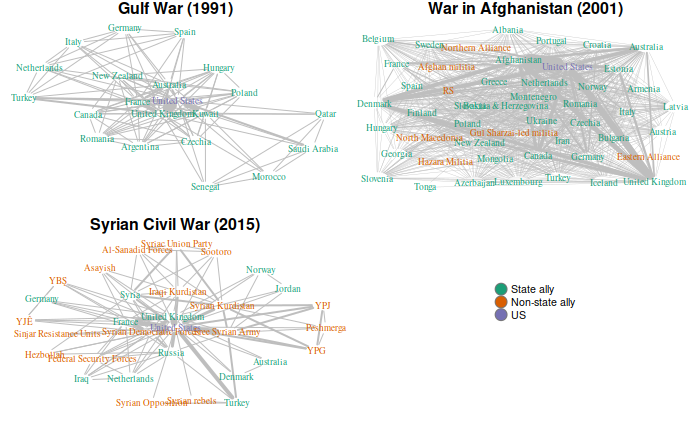 Gulf War (1991)
War in Afghanistan (2001)
Germany
Spain
Italy
Netherlands
Hungary
New Zealand
Australia
Turkey
Poland
France
United States
Canada
United Kingdom
Kuwait
Qatar
Romania
Argentina
Czechia
Saudi Arabia
Morocco
Senegal
Albania
Belgium
Sweden
Northern Alliance
Portugal
Croatia
Australia
France
Afghan militia
Afghanistan
United States
Estonia
Spain
RS
Greece
Netherlands
Norway
Armenia
Denmark
Finland
Bosnia & Herzegovina
Montenegro
Romania
Italy
Latvia
Hungary
Poland
Ukraine
Czechia
North Macedonia
Gul Sharzai-led militia
New Zealand
Iran
Bulgaria
Austria
Georgia
Hazara Militia
Mongolia
Canada
Germany
Eastern Alliance
Slovenia
Tonga
Azerbaijan
Luxembourg
Turkey
Iceland
United Kingdom
Syrian Civil War (2015)
Syriac Union Party
Al-Sanadid Forces
Sootoro
Asayish
Norway
YBS
Syria
Iraqi Kurdistan
Jordan
Germany
Syrian Kurdistan
YPJ
YJE
France
United Kingdom
United States
Peshmerga
Sinjar Resistance Units
Syrian Army
Hezbollah
Federal Security Forces
Russia
YPG
Iraq
Netherlands
Denmark
Australia
Syrian Opposition
Syrian rebels
Turkey
State ally
Non-state ally
US